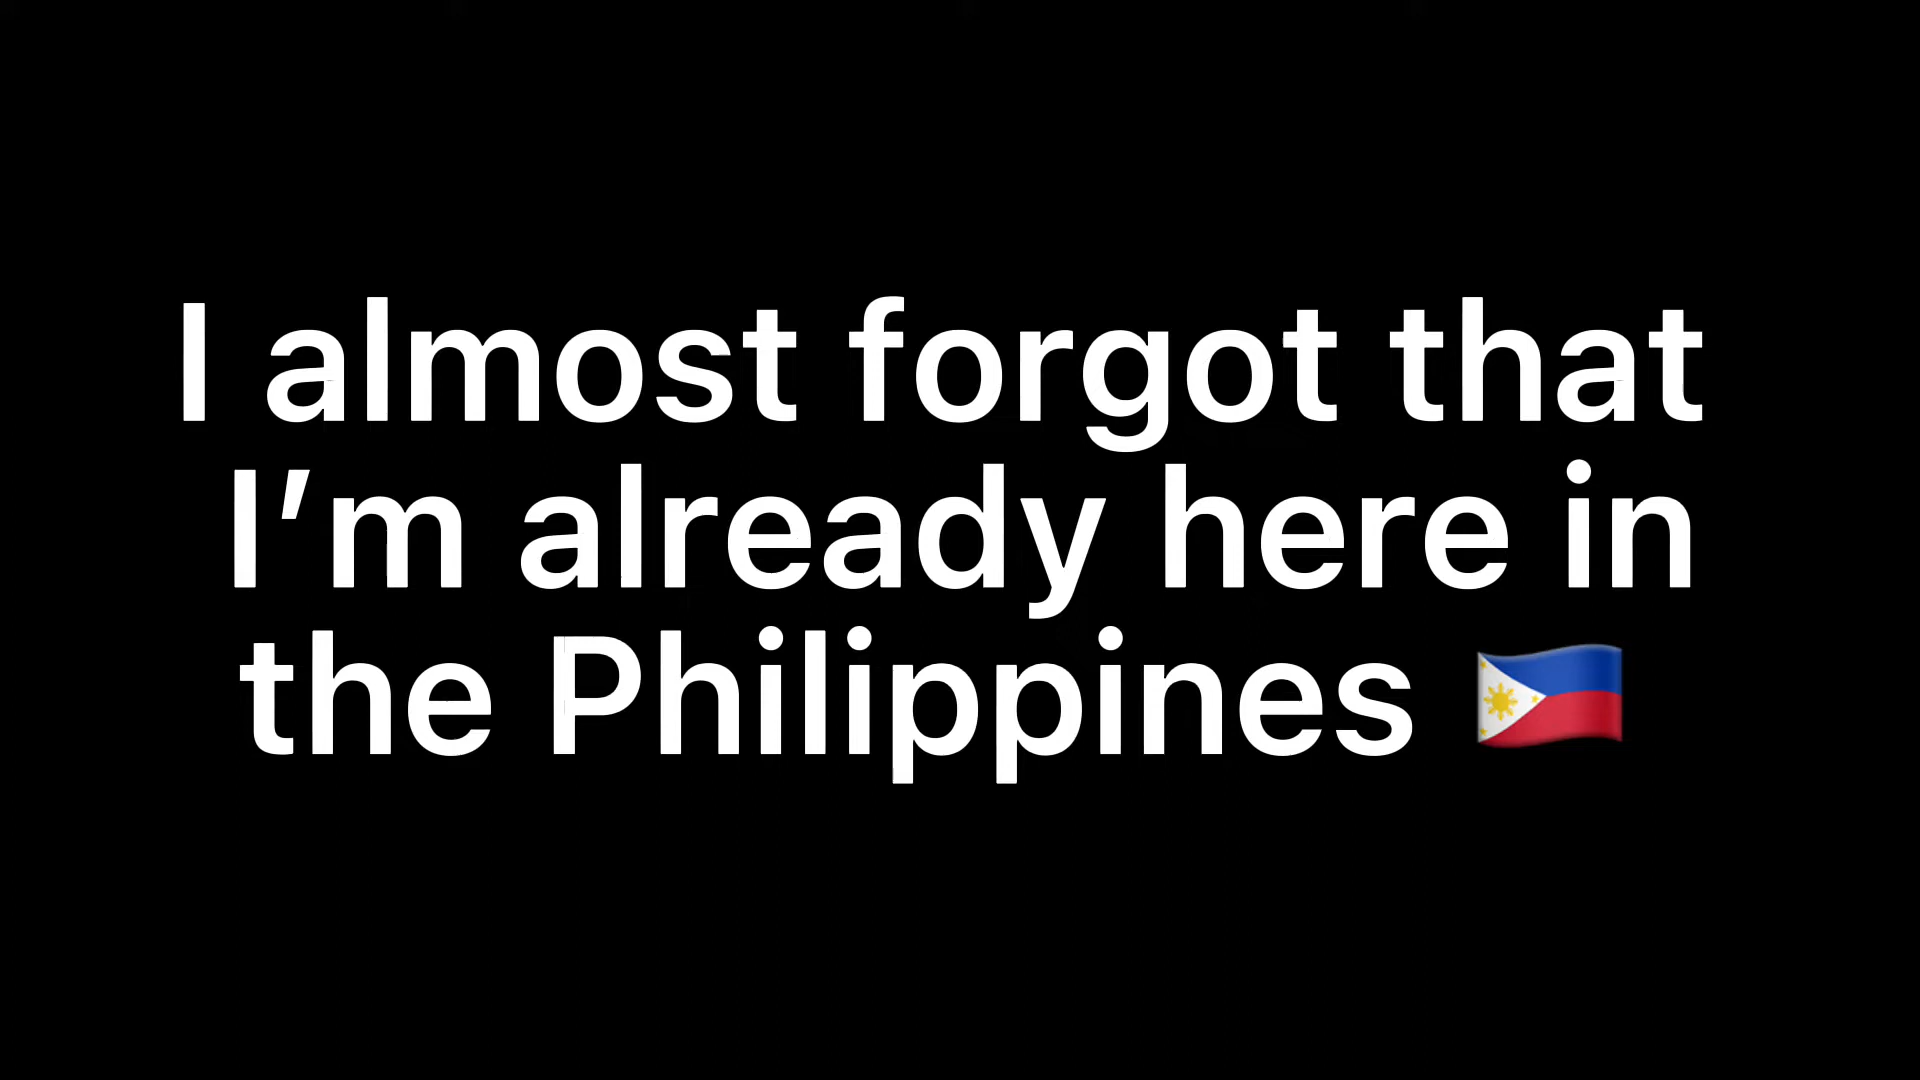 I almost forgot that
I’m already here in
the Philippines 🇵🇭